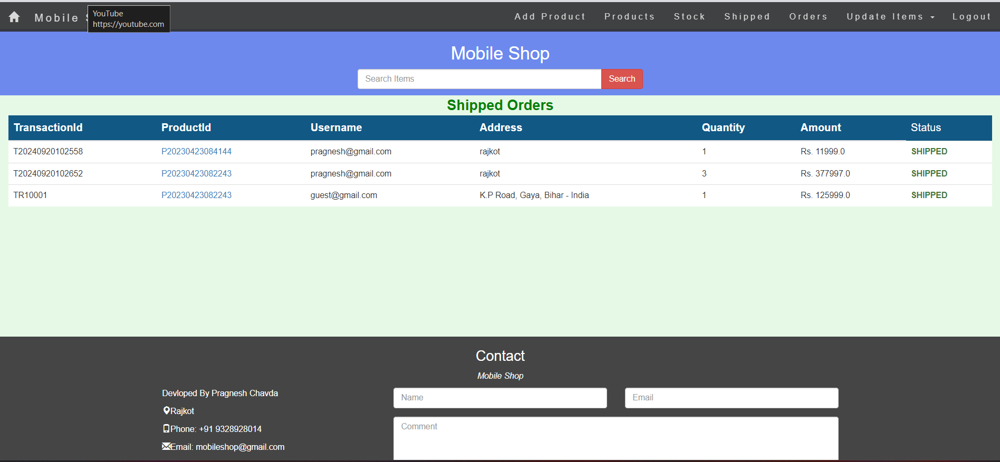 Mobile
YouTube
https://youtube.com
Add Product Products Stock Shipped Orders Update Items Logout
Mobile Shop
Search Items Search
Shipped Orders
TransactionId ProductId Username Address Quantity Amount Status
T20240920102558 P20230423084144 pragnesh@gmail.com rajkot 1 Rs. 11999.0 SHIPPED
T20240920102652 P20230423082243 pragnesh@gmail.com rajkot 3 Rs. 377997.0 SHIPPED
TR10001 P20230423082243 guest@gmail.com K.P Road, Gaya, Bihar - India 1 Rs. 125999.0 SHIPPED
Contact
Mobile Shop
Devloped By Pragnesh Chavda
Rajkot
Phone: +91 9328928014
Email: mobileshop@gmail.com
Name Email
Comment